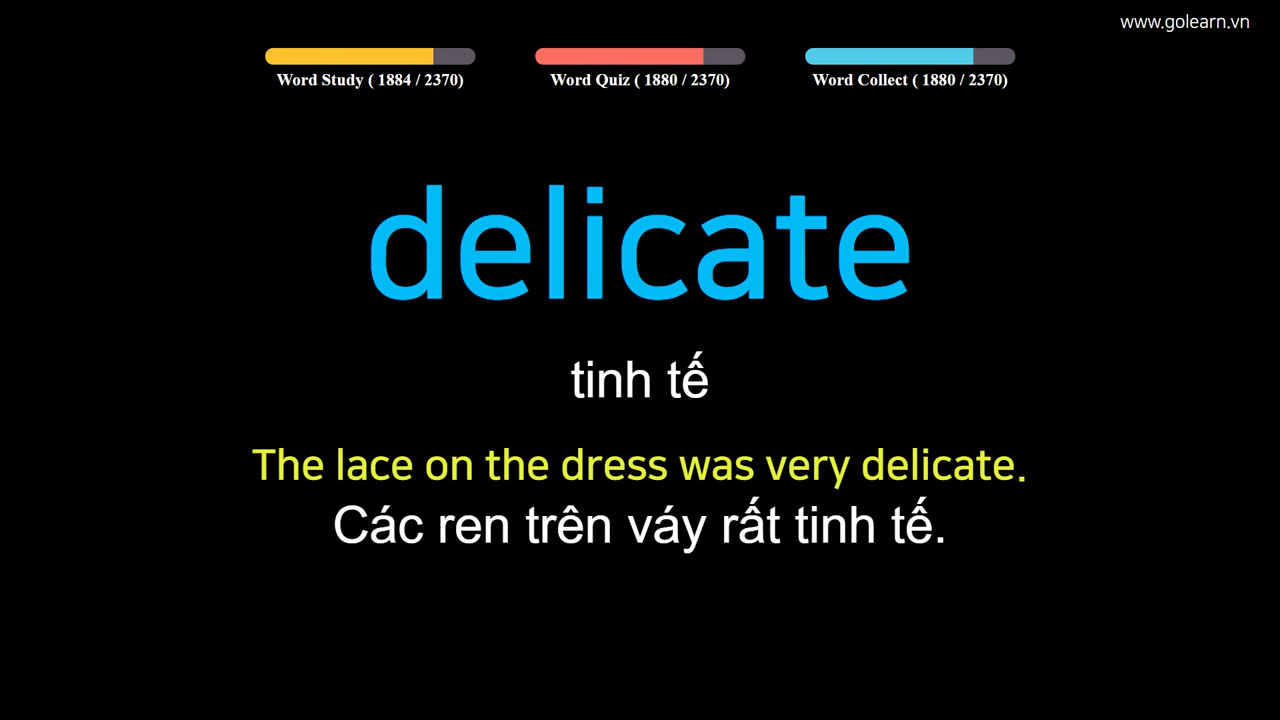 www.golearn.vn
Word Study ( 1884 / 2370)
Word Quiz ( 1880 / 2370)
Word Collect ( 1880 / 2370)
delicate
tinh tế
The lace on the dress was very delicate.
Các ren trên váy rất tinh tế.